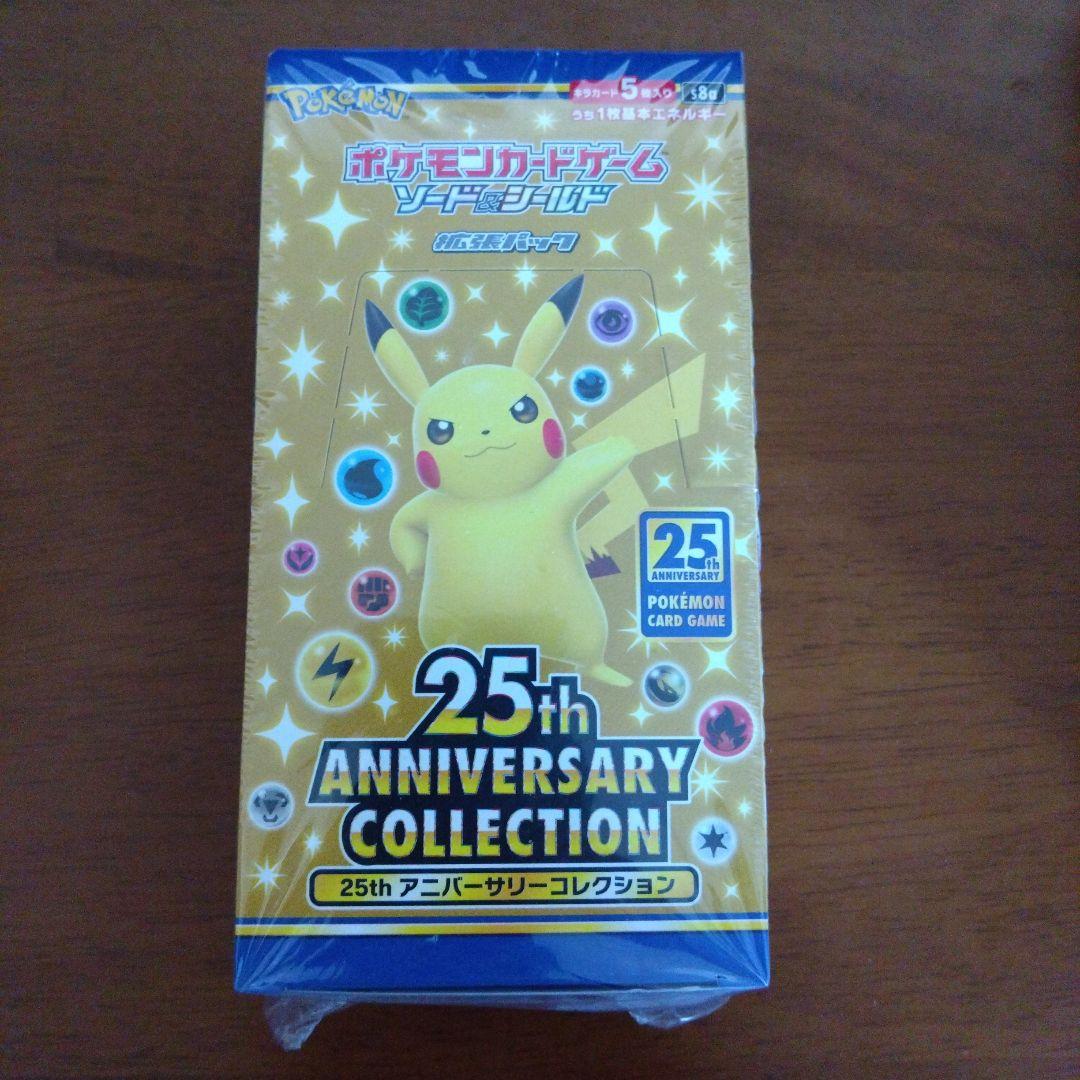 POKÉMON
キラカード5枚入り s8a
うち1枚基本エネルギー
ポケモンカードゲーム
ソード&シールド
拡張パック
25th
ANNIVERSARY
POKÉMON
CARD GAME
25th
ANNIVERSARY
COLLECTION
25th アニバーサリーコレクション